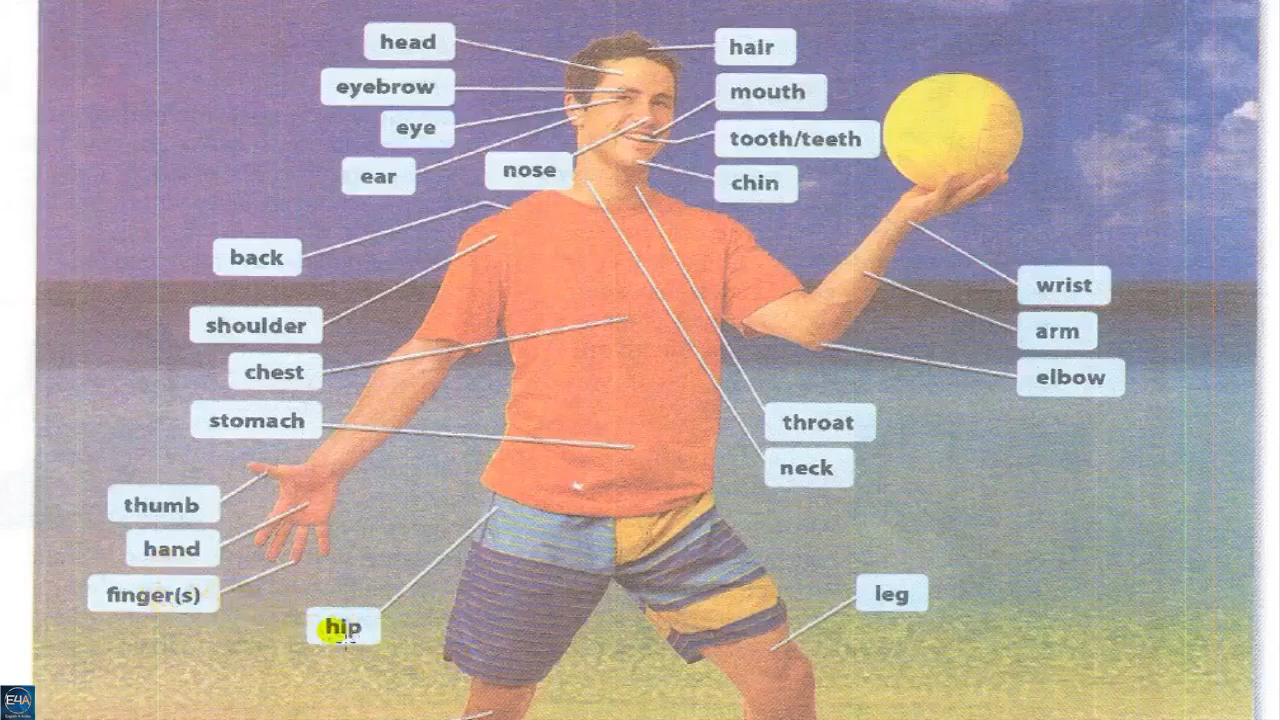 head
hair
eyebrow
mouth
eye
tooth/teeth
ear
nose
chin
back
wrist
shoulder
arm
chest
elbow
stomach
throat
neck
thumb
hand
finger(s)
leg
hip
E4A